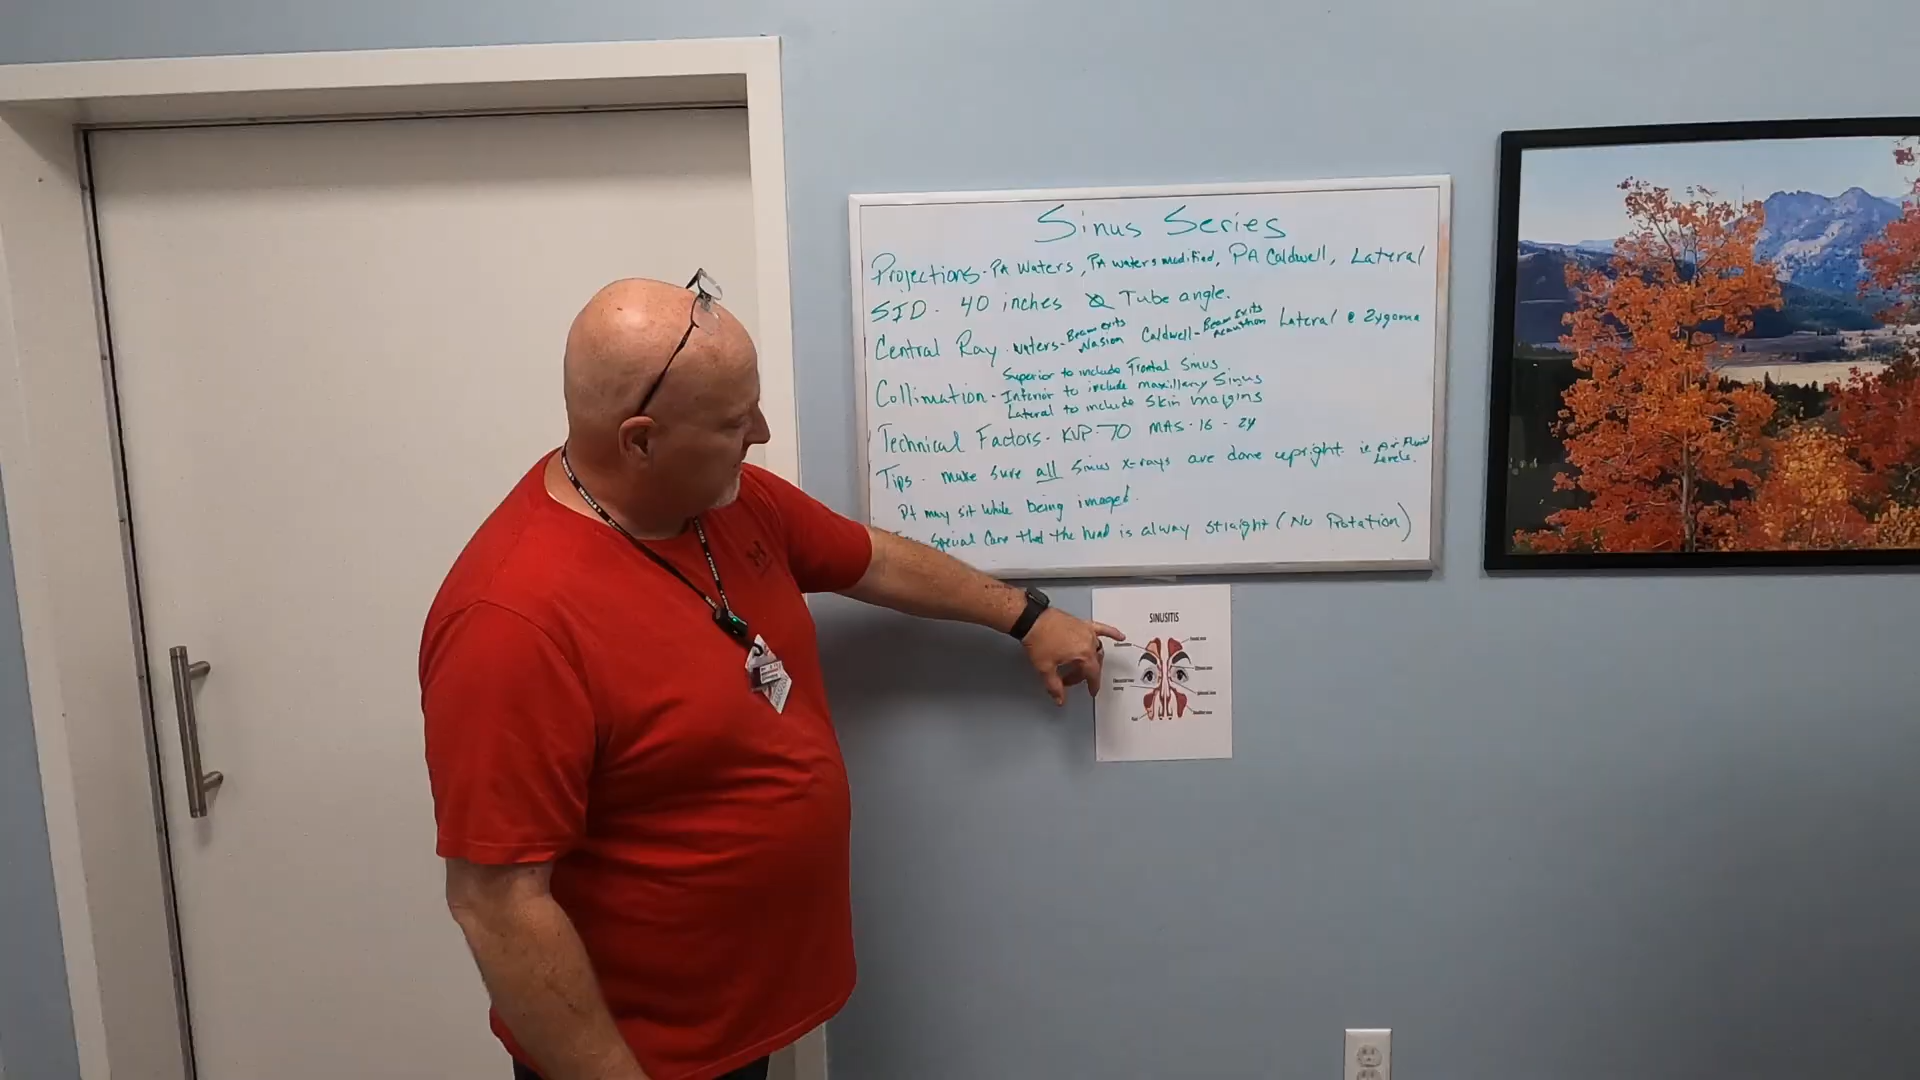 Sinus Series
Projections - PA Waters, PA waters modified, PA Caldwell, Lateral
SID - 40 inches Ø Tube angle.
Central Ray - Waters - Beam exits Nasion Caldwell - Beam exits Acanthion Lateral @ Zygoma
Collimation - Superior to include Frontal Sinus
Inferior to include maxillary Sinus
Lateral to include Skin margins
Technical Factors - KVP - 70 MAS - 16 - 24
Tips - make sure all sinus x-rays are done upright. ie Air Fluid Levels.
Pt may sit while being imaged.
Special Care that the head is alway straight (No Rotation)
SINUSITIS